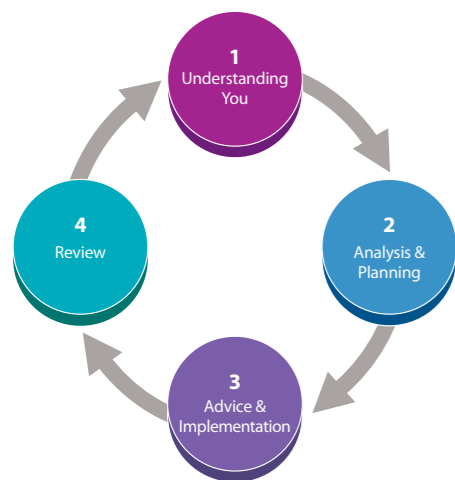 1
Understanding
You
2
Analysis &
Planning
3
Advice &
Implementation
4
Review